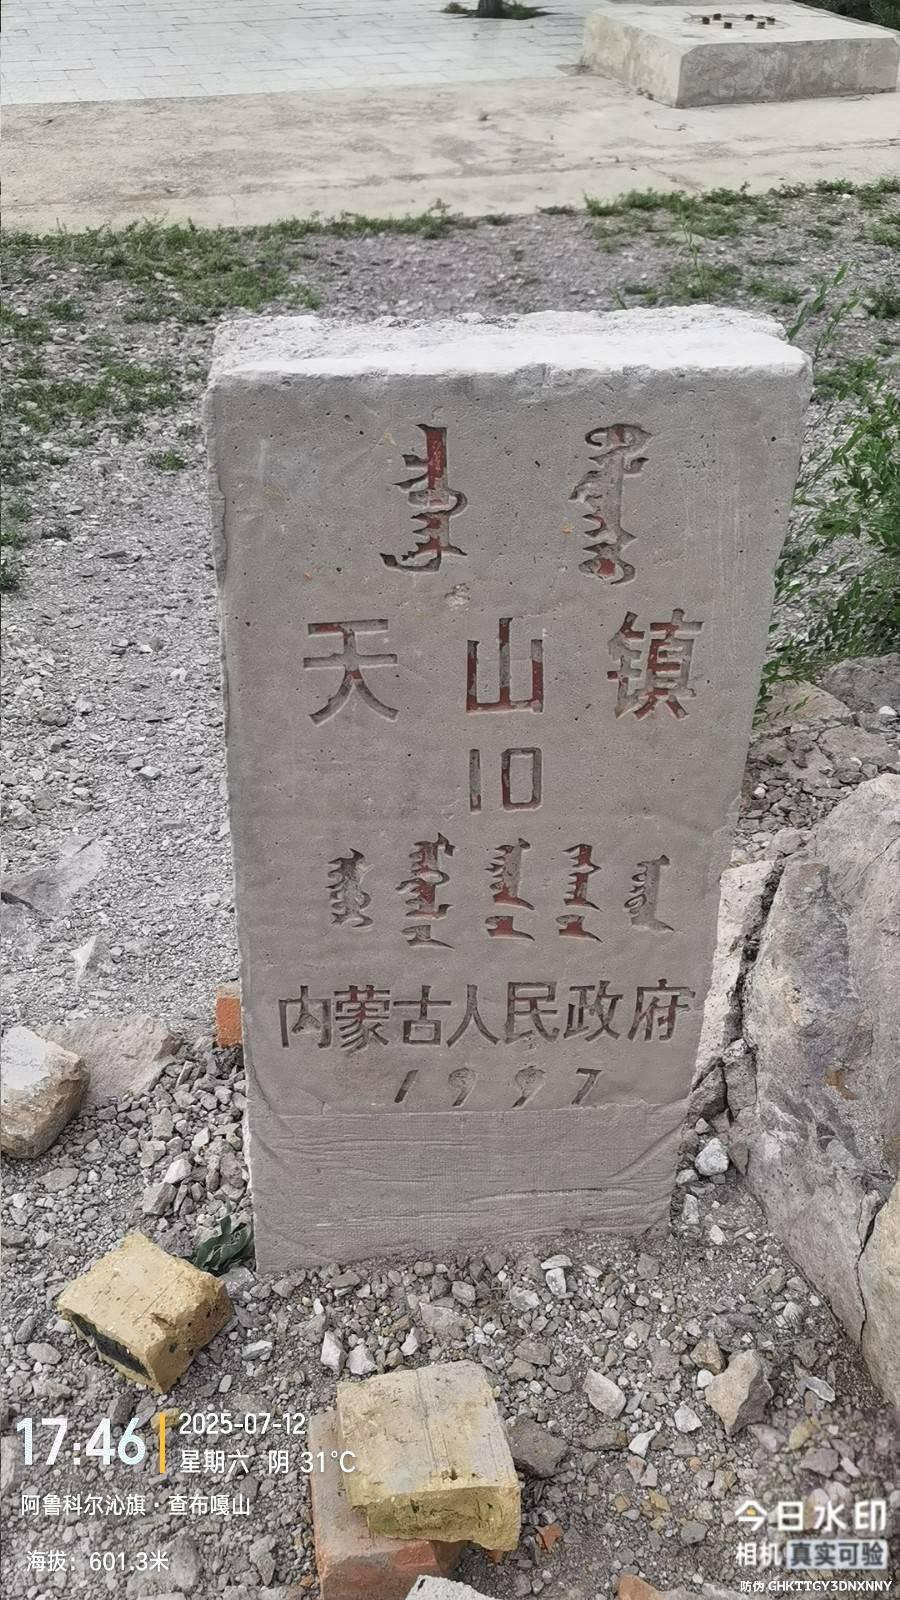 天山镇
10
内蒙古人民政府
1997
17:46
2025-07-12
星期六 阴 31°C
阿鲁科尔沁旗·查布嘎山
海拔：601.3米
今日水印
相机 真实可验
防伪 GHKTTGY3DNXNNY